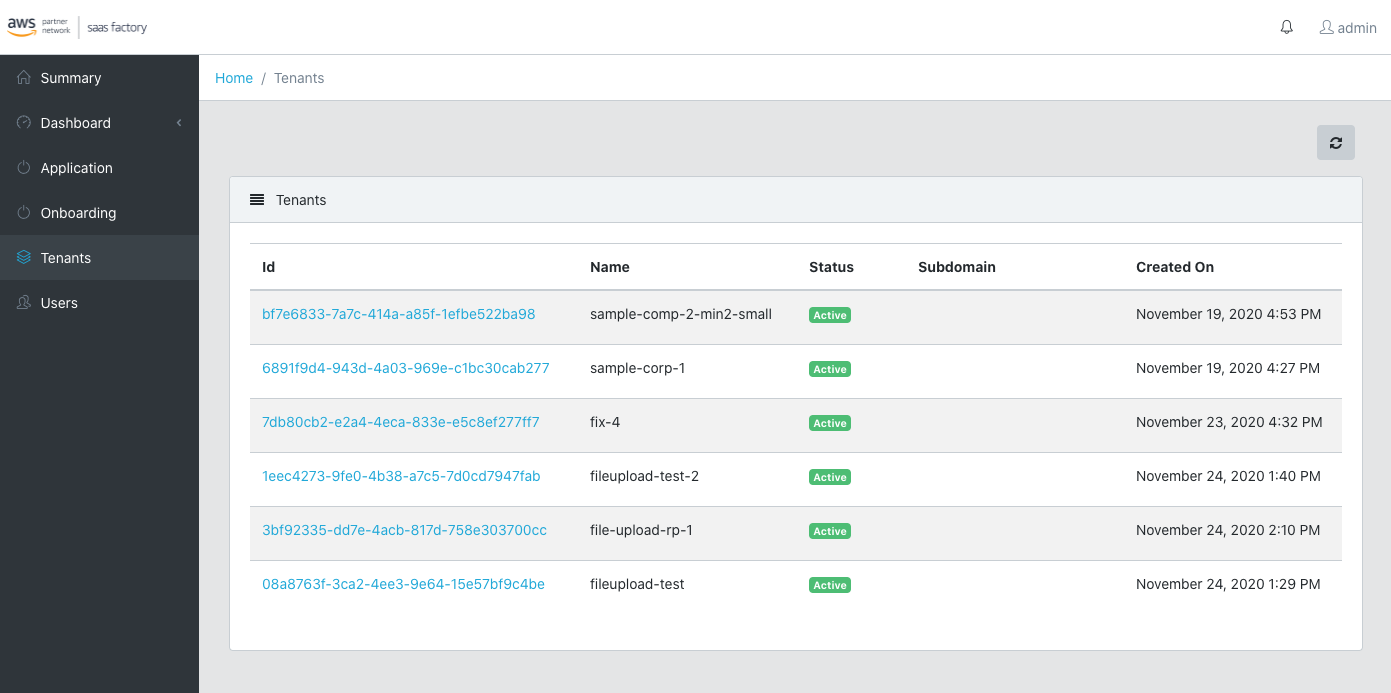 aws partner network saas factory
admin
Summary
Dashboard
Application
Onboarding
Tenants
Users
Home / Tenants
Tenants
Id Name Status Subdomain Created On
bf7e6833-7a7c-414a-a85f-1efbe522ba98 sample-comp-2-min2-small Active November 19, 2020 4:53 PM
6891f9d4-943d-4a03-969e-c1bc30cab277 sample-corp-1 Active November 19, 2020 4:27 PM
7db80cb2-e2a4-4eca-833e-e5c8ef277ff7 fix-4 Active November 23, 2020 4:32 PM
1eec4273-9fe0-4b38-a7c5-7d0cd7947fab fileupload-test-2 Active November 24, 2020 1:40 PM
3bf92335-dd7e-4acb-817d-758e303700cc file-upload-rp-1 Active November 24, 2020 2:10 PM
08a8763f-3ca2-4ee3-9e64-15e57bf9c4be fileupload-test Active November 24, 2020 1:29 PM